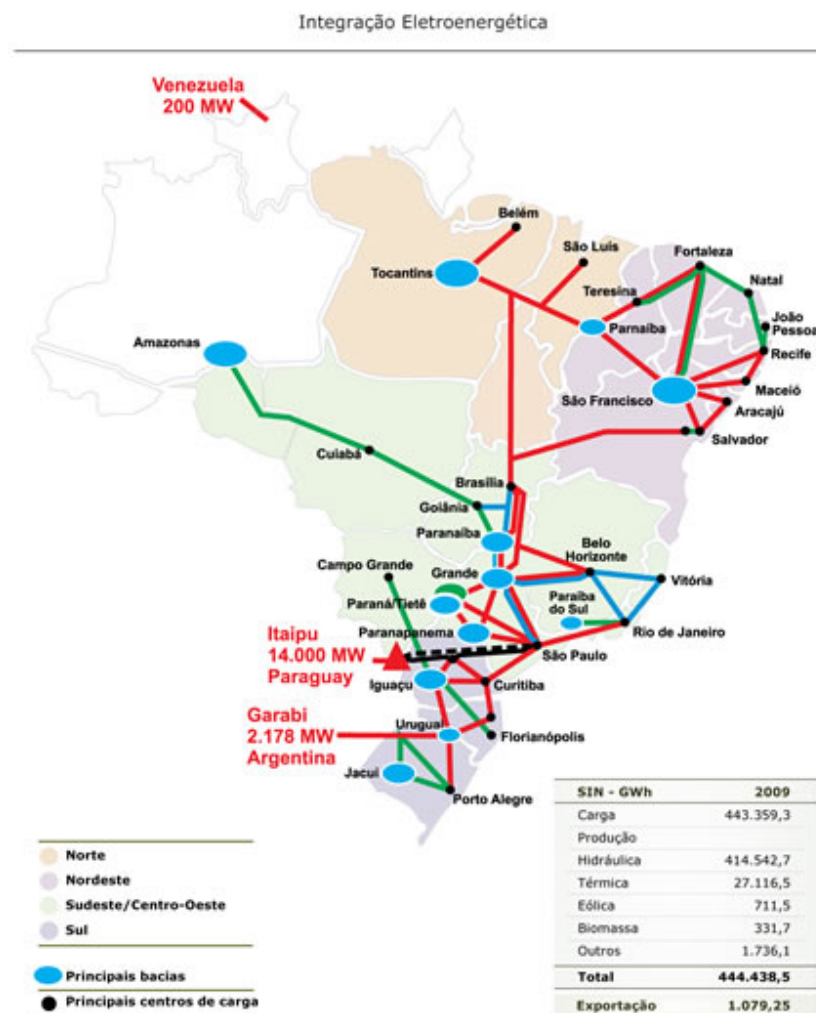 Integração Eletroenergética
Venezuela
200 MW
Belém
São Luis
Fortaleza
Tocantins
Teresina
Natal
João
Pessoa
Parnaíba
Amazonas
Recife
São Francisco
Maceió
Aracajú
Salvador
Cuiabá
Brasília
Goiânia
Paranaíba
Belo
Horizonte
Campo Grande
Grande
Vitória
Paraíba
do Sul
Paraná/Tietê
Rio de Janeiro
Itaipu
14.000 MW
Paraguay
Paranapanema
São Paulo
Iguaçu
Curitiba
Garabi
2.178 MW
Argentina
Uruguai
Florianópolis
Jacui
Porto Alegre
SIN - GWh 2009
Carga 443.359,3
Produção
Hidráulica 414.542,7
Térmica 27.116,5
Eólica 711,5
Biomassa 331,7
Outros 1.736,1
Total 444.438,5
Exportação 1.079,25
Norte
Nordeste
Sudeste/Centro-Oeste
Sul
Principais bacias
Principais centros de carga